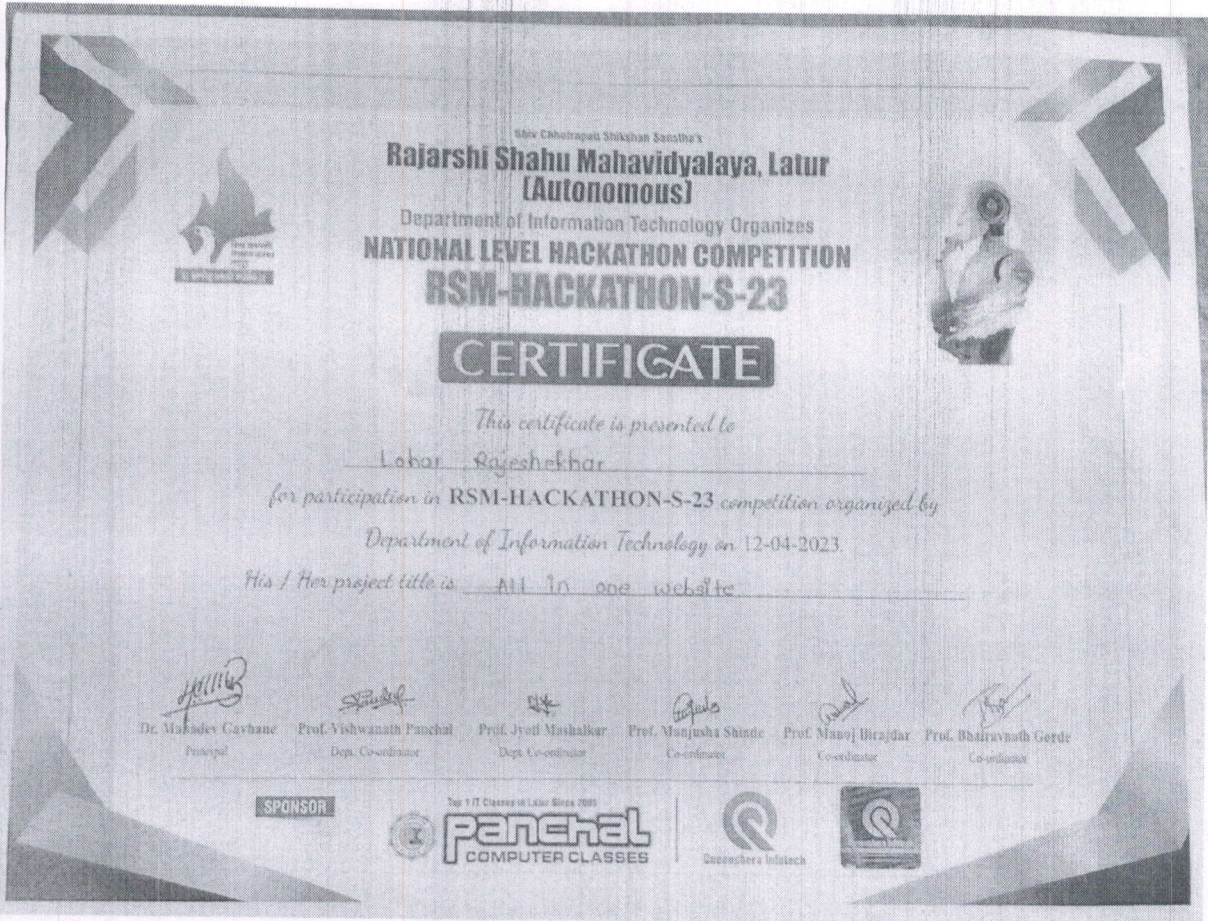 Shiv Chhatrapati Shikshan Sanstha's
Rajarshi Shahu Mahavidyalaya, Latur
(Autonomous)
Department of Information Technology Organizes
NATIONAL LEVEL HACKATHON COMPETITION
RSM-HACKATHON-S-23
CERTIFICATE
This certificate is presented to
Lohar Rajeshekhar
for participation in RSM-HACKATHON-S-23 competition organized by
Department of Information Technology on 12-04-2023.
His / Her project title is All in one website
Dr. Mahadev Gavhane Prof. Vishwanath Panchal Prof. Jyoti Mashalkar Prof. Manjusha Shinde Prof. Manoj Birajdar Prof. Bhairavnath Gorde
Principal Dept. Co-ordinator Dept. Co-ordinator Co-ordinator Co-ordinator Co-ordinator
SPONSOR
Top 1 IT Classes in Latur Since 2005
Panchal
COMPUTER CLASSES
Infotech